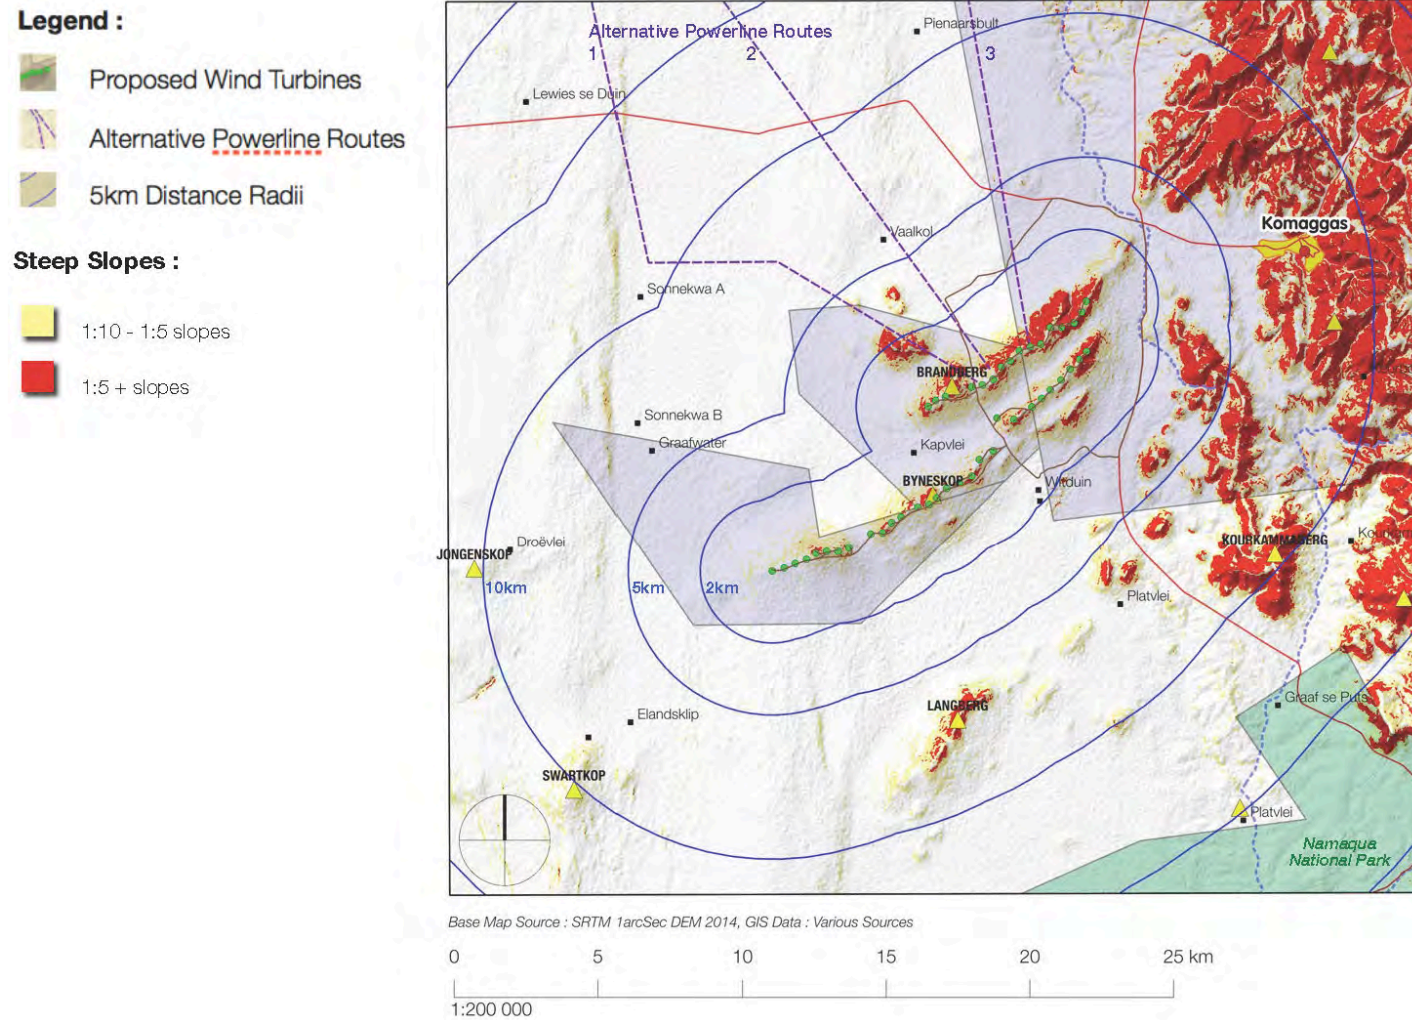 Legend :
Proposed Wind Turbines
Alternative Powerline Routes
5km Distance Radii
Steep Slopes :
1:10 - 1:5 slopes
1:5 + slopes
Alternative Powerline Routes
1
2
3
Pienaarsbult
Lewies se Duin
Komaggas
Vaalkol
Sonnekwa A
BRANDBERG
Sonnekwa B
Graafwater
Kapvlei
BYNESKOP
Witduin
JONGENSKOP
Droëvlei
KOURKAMMABERG
10km
5km
2km
Platvlei
Graaf se Puts
LANGBERG
Elandsklip
SWARTKOP
Platvlei
Namaqua
National Park
Base Map Source : SRTM 1arcSec DEM 2014, GIS Data : Various Sources
0 5 10 15 20 25 km
1:200 000